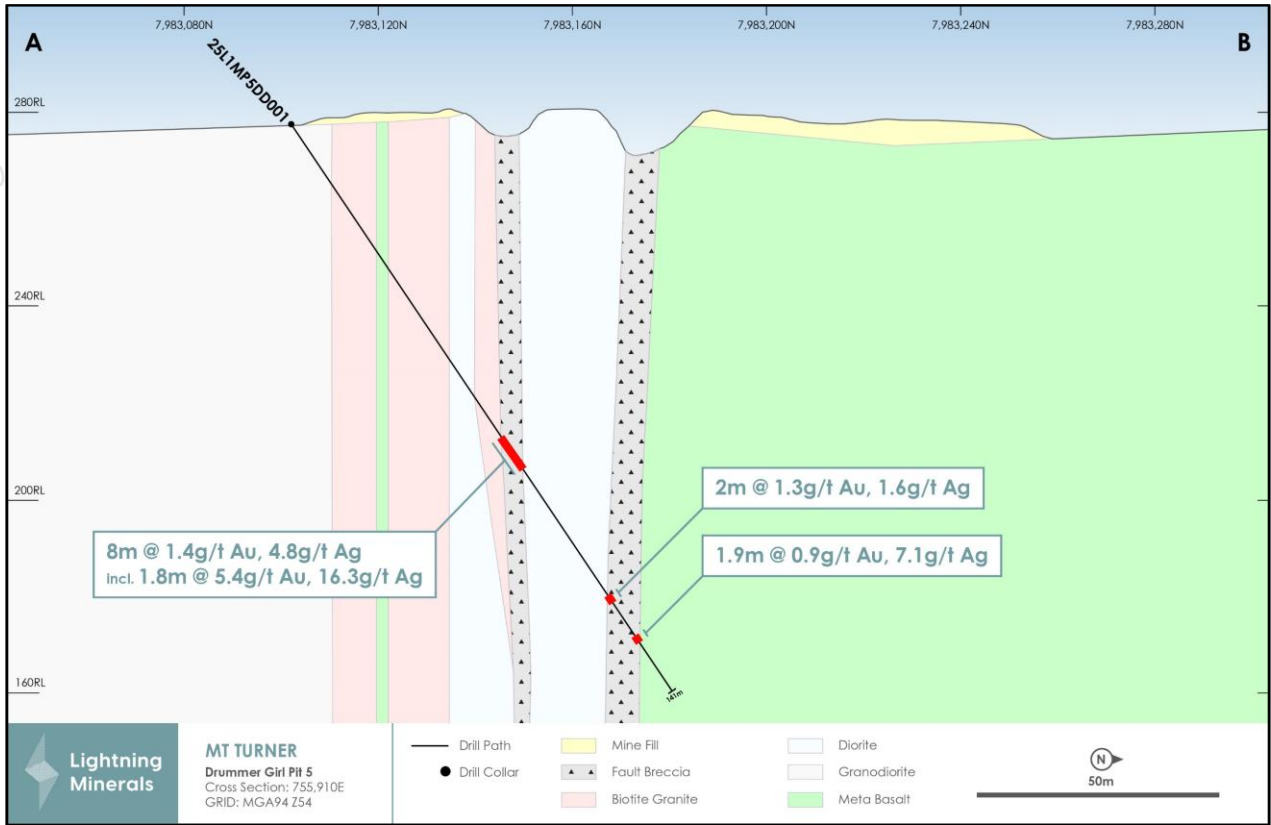 7,983,080N
7,983,120N
7,983,160N
7,983,200N
7,983,240N
7,983,280N
A
B
25L1MP5DD001
280RL
240RL
200RL
160RL
8m @ 1.4g/t Au, 4.8g/t Ag
incl. 1.8m @ 5.4g/t Au, 16.3g/t Ag
2m @ 1.3g/t Au, 1.6g/t Ag
1.9m @ 0.9g/t Au, 7.1g/t Ag
141m
Lightning
Minerals
MT TURNER
Drummer Girl Pit 5
Cross Section: 755,910E
GRID: MGA94 Z54
Drill Path
Drill Collar
Mine Fill
Fault Breccia
Biotite Granite
Diorite
Granodiorite
Meta Basalt
N
50m